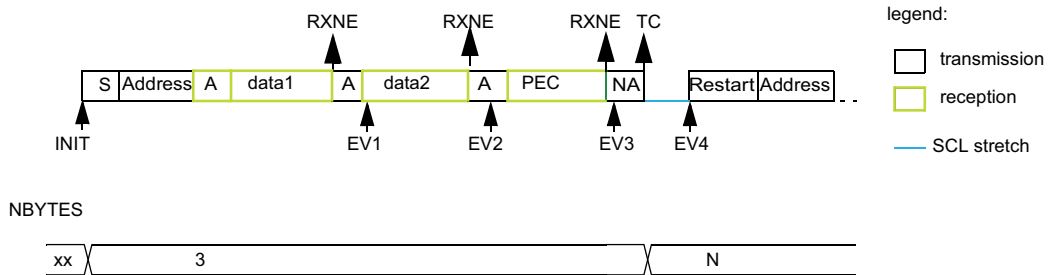 RXNE RXNE RXNE TC
legend:
S Address A data1 A data2 A PEC NA Restart Address
transmission
reception
INIT EV1 EV2 EV3 EV4
SCL stretch
NBYTES
xx 3 N